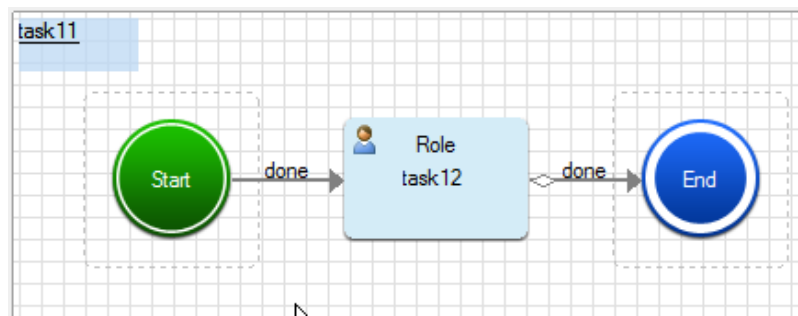 task11
Start
done
Role
task12
done
End